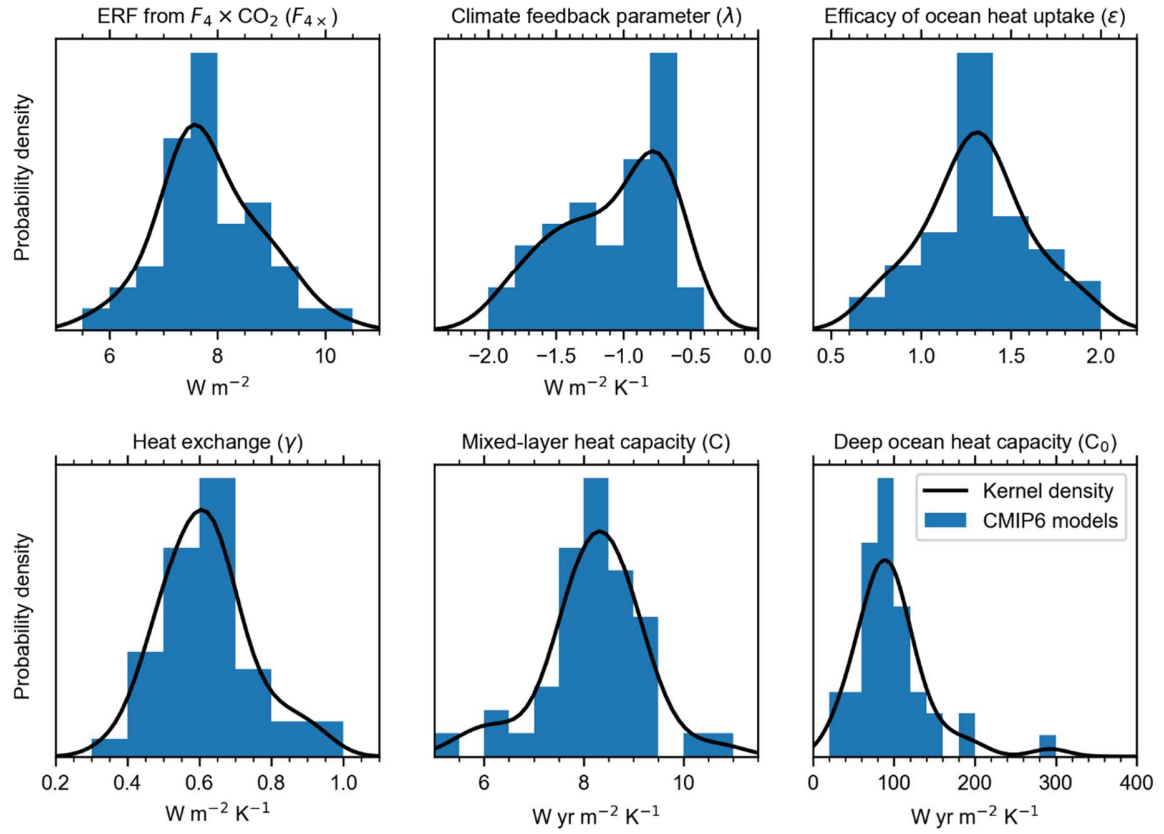 ERF from F₄ × CO₂ (F₄ₓ)
Climate feedback parameter (λ)
Efficacy of ocean heat uptake (ε)
Probability density
6 8 10
−2.0 −1.5 −1.0 −0.5 0.0
0.5 1.0 1.5 2.0
W m⁻²
W m⁻² K⁻¹
Heat exchange (γ)
Mixed-layer heat capacity (C)
Deep ocean heat capacity (C₀)
Kernel density
CMIP6 models
Probability density
0.2 0.4 0.6 0.8 1.0
6 8 10
0 100 200 300 400
W m⁻² K⁻¹
W yr m⁻² K⁻¹
W yr m⁻² K⁻¹